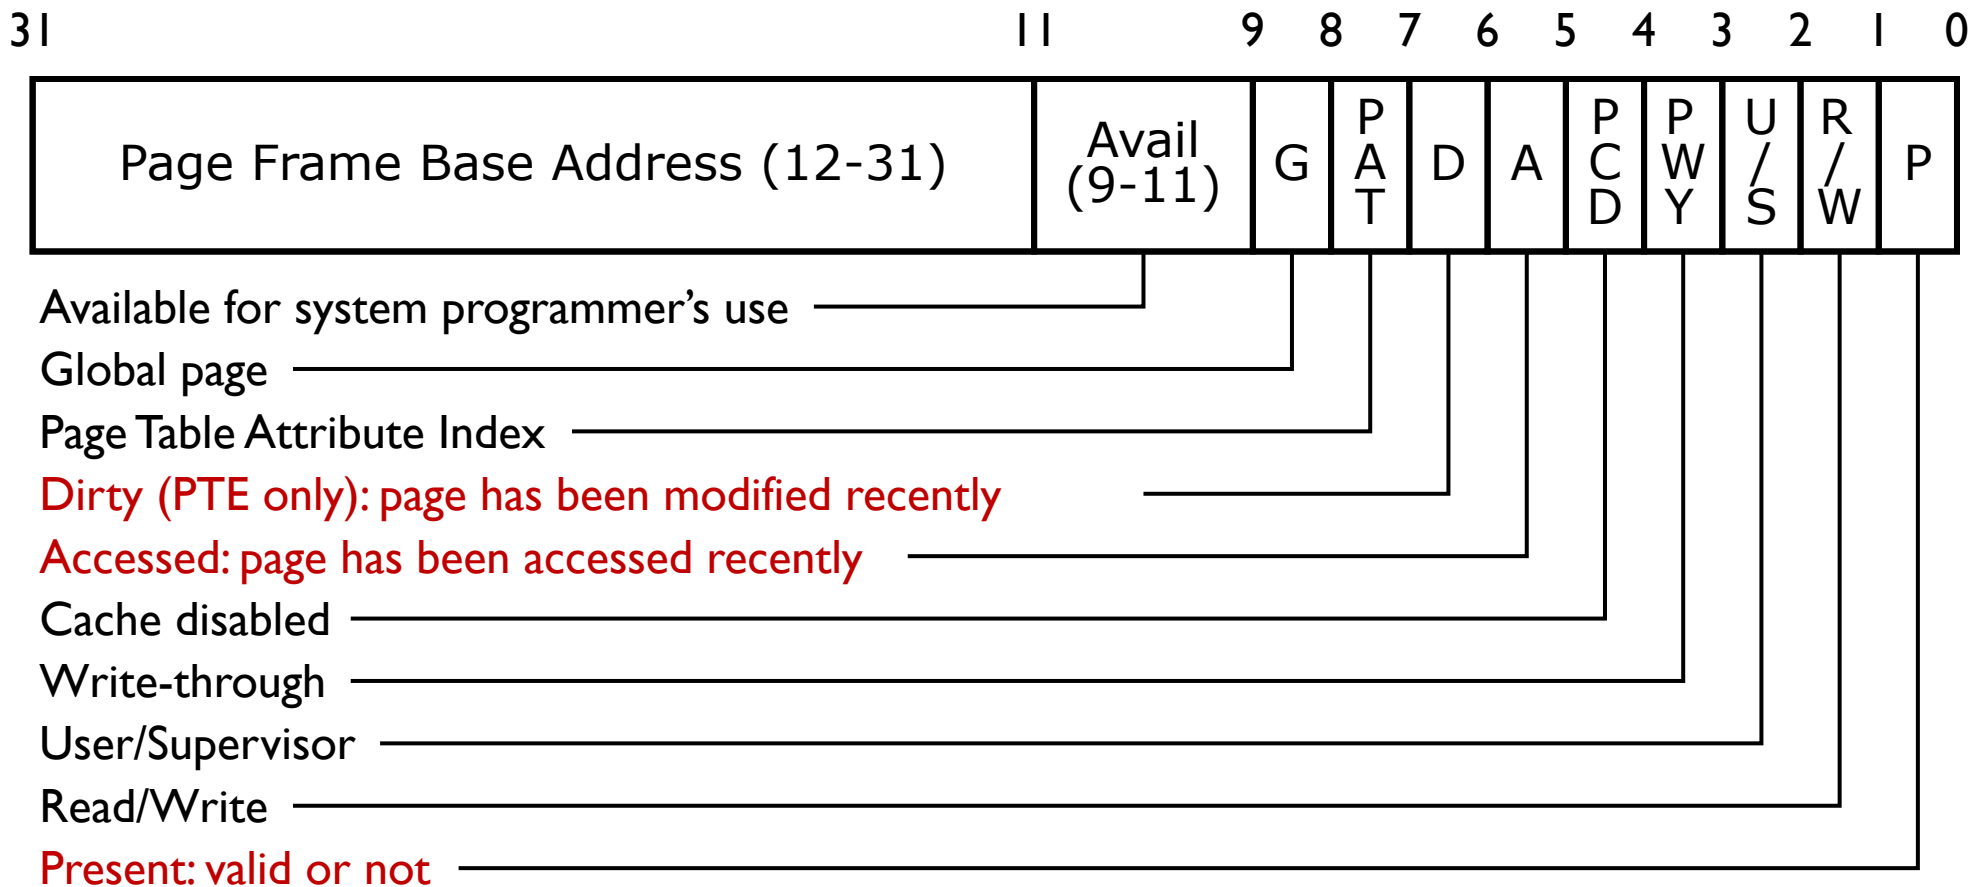 31 11 9 8 7 6 5 4 3 2 1 0
Page Frame Base Address (12-31)
Avail
(9-11)
G
P
A
T
D
A
P
C
D
P
W
Y
U
/
S
R
/
W
P
Available for system programmer’s use
Global page
Page Table Attribute Index
Dirty (PTE only): page has been modified recently
Accessed: page has been accessed recently
Cache disabled
Write-through
User/Supervisor
Read/Write
Present: valid or not